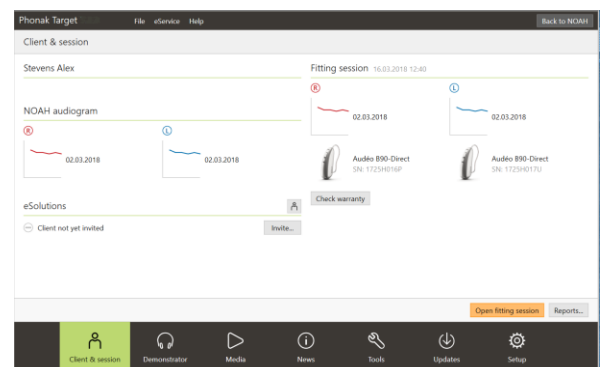 Phonak Target
File eService Help
Back to NOAH
Client & session
Stevens Alex
NOAH audiogram
R
L
02.03.2018
02.03.2018
eSolutions
Client not yet invited
Invite...
Fitting session 16.03.2018 12:40
R
L
02.03.2018
02.03.2018
Audéo B90-Direct
SN: 1725H016P
Audéo B90-Direct
SN: 1725H017U
Check warranty
Open fitting session
Reports...
Client & session
Demonstrator
Media
News
Tools
Updates
Setup